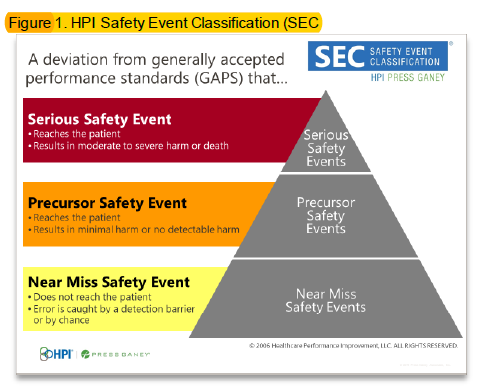 Figure 1. HPI Safety Event Classification (SEC
A deviation from generally accepted
performance standards (GAPS) that...
SEC SAFETY EVENT
CLASSIFICATION®
HPI PRESS GANEY
Serious Safety Event
• Reaches the patient
• Results in moderate to severe harm or death
Serious
Safety
Events
Precursor Safety Event
• Reaches the patient
• Results in minimal harm or no detectable harm
Precursor
Safety
Events
Near Miss Safety Event
• Does not reach the patient
• Error is caught by a detection barrier
or by chance
Near Miss
Safety Events
© 2006 Healthcare Performance Improvement, LLC. ALL RIGHTS RESERVED.
HPI | PRESS GANEY